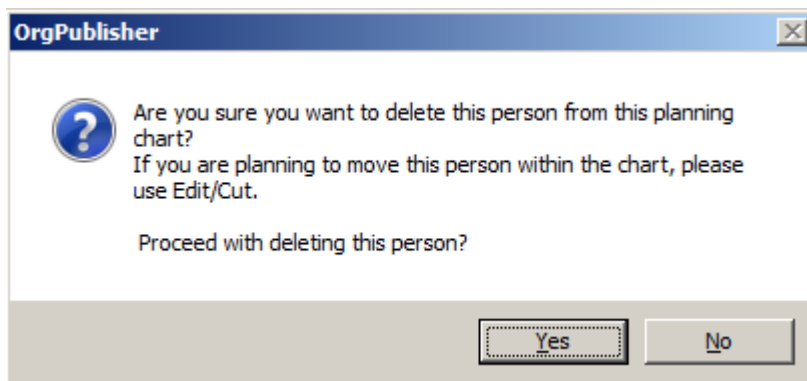 OrgPublisher
Are you sure you want to delete this person from this planning
chart?
If you are planning to move this person within the chart, please
use Edit/Cut.
Proceed with deleting this person?
Yes
No